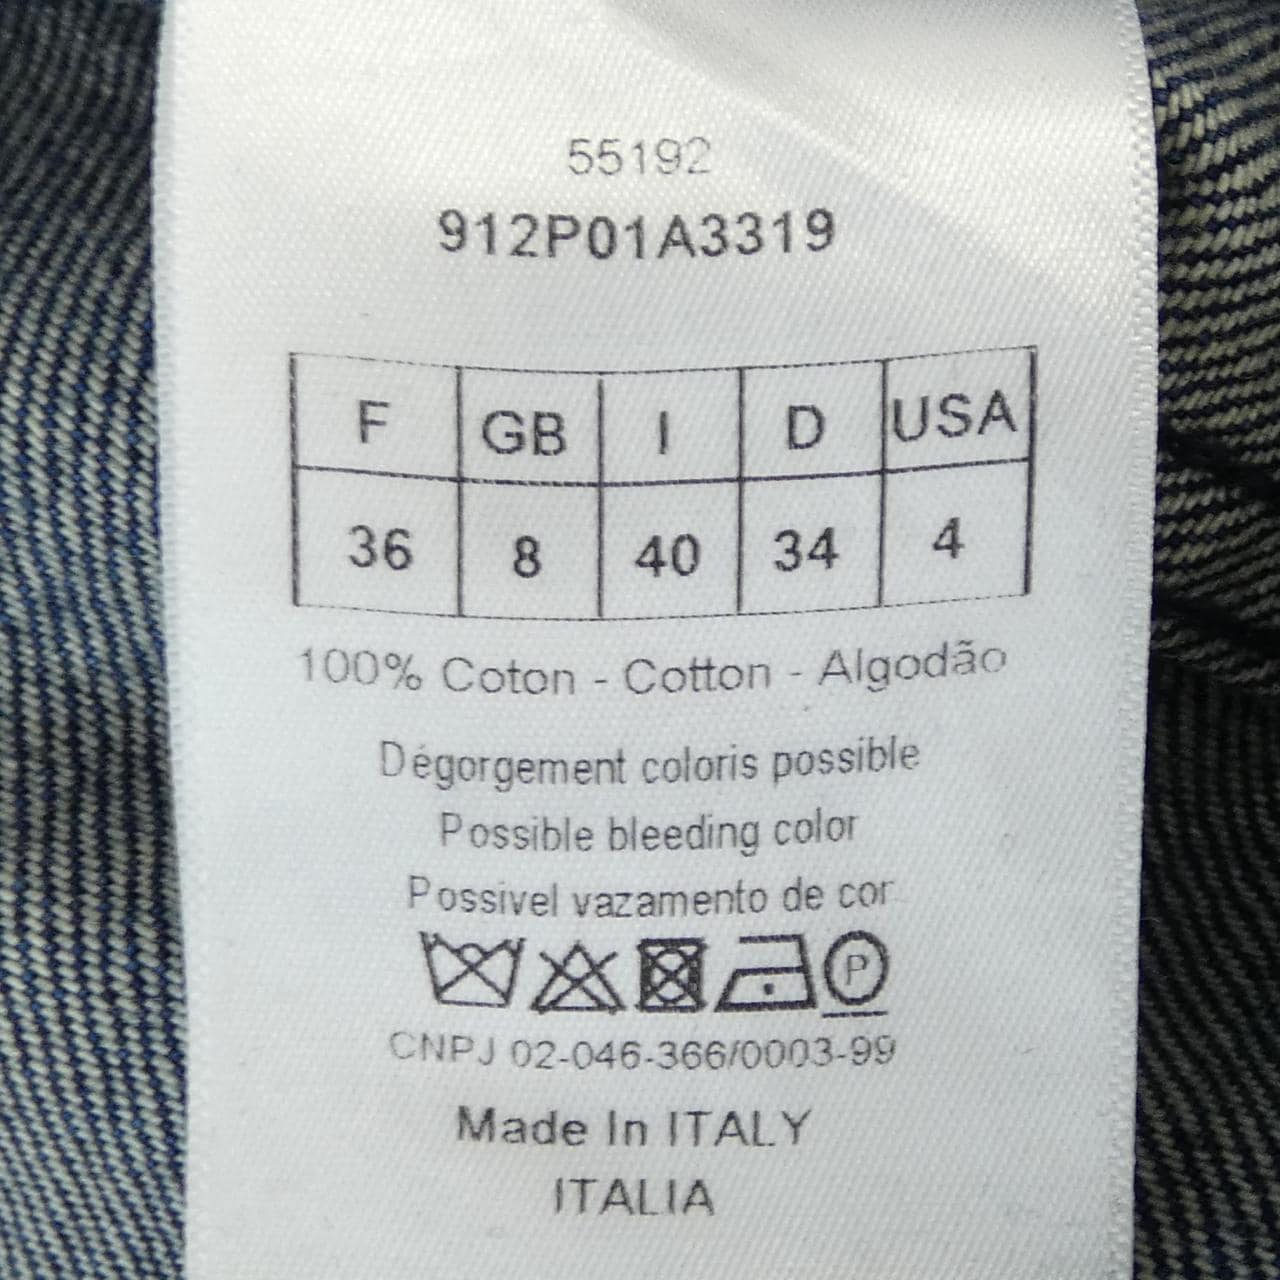 55192
912P01A3319
F GB I D USA
36 8 40 34 4
100% Coton - Cotton - Algodão
Dégorgement coloris possible
Possible bleeding color
Possivel vazamento de cor
P
CNPJ 02-046-366/0003-99
Made In ITALY
ITALIA